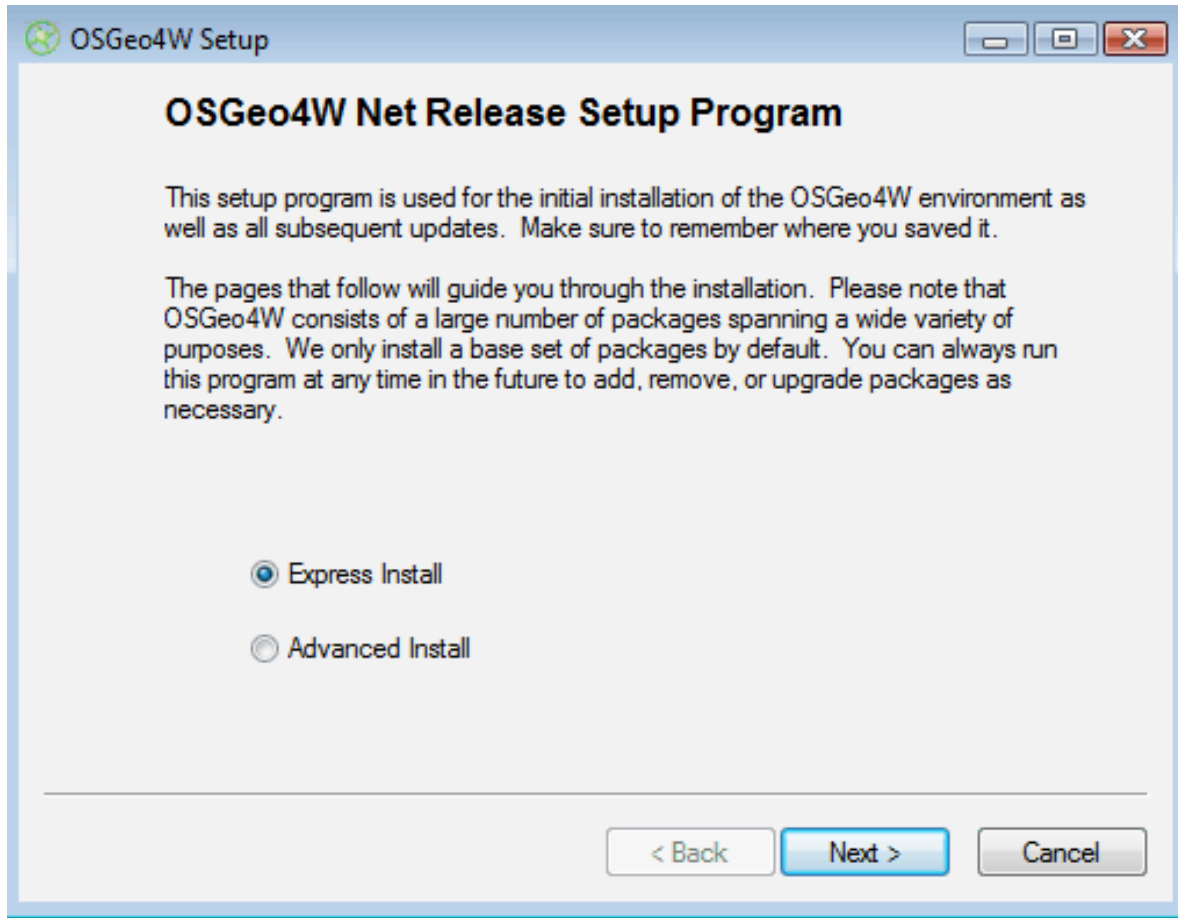 OSGeo4W Setup
OSGeo4W Net Release Setup Program
This setup program is used for the initial installation of the OSGeo4W environment as
well as all subsequent updates.  Make sure to remember where you saved it.
The pages that follow will guide you through the installation.  Please note that
OSGeo4W consists of a large number of packages spanning a wide variety of
purposes.  We only install a base set of packages by default.  You can always run
this program at any time in the future to add, remove, or upgrade packages as
necessary.
Express Install
Advanced Install
< Back Next > Cancel